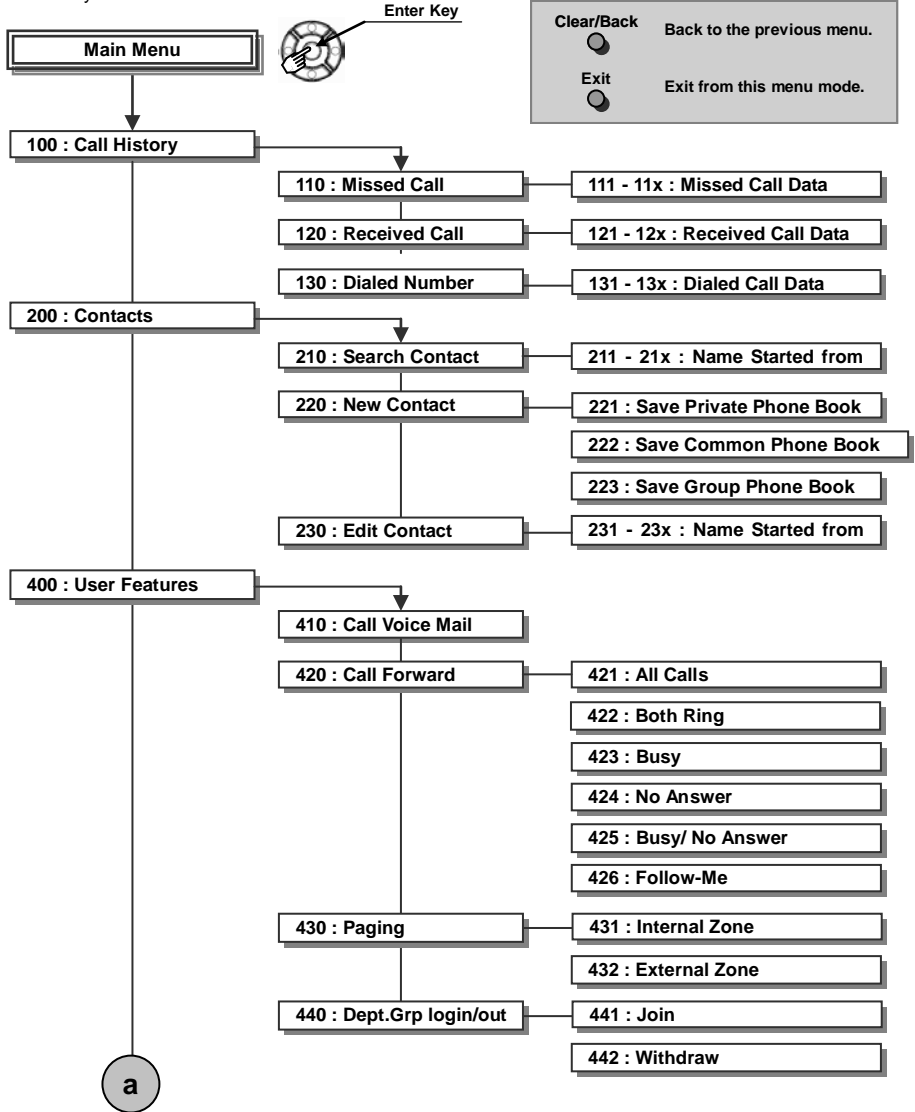 Enter Key
Clear/Back
Back to the previous menu.
Main Menu
Exit
Exit from this menu mode.
100 : Call History
110 : Missed Call
111 - 11x : Missed Call Data
120 : Received Call
121 - 12x : Received Call Data
130 : Dialed Number
131 - 13x : Dialed Call Data
200 : Contacts
210 : Search Contact
211 - 21x : Name Started from
220 : New Contact
221 : Save Private Phone Book
222 : Save Common Phone Book
223 : Save Group Phone Book
230 : Edit Contact
231 - 23x : Name Started from
400 : User Features
410 : Call Voice Mail
420 : Call Forward
421 : All Calls
422 : Both Ring
423 : Busy
424 : No Answer
425 : Busy/ No Answer
426 : Follow-Me
430 : Paging
431 : Internal Zone
432 : External Zone
440 : Dept.Grp login/out
441 : Join
442 : Withdraw
a